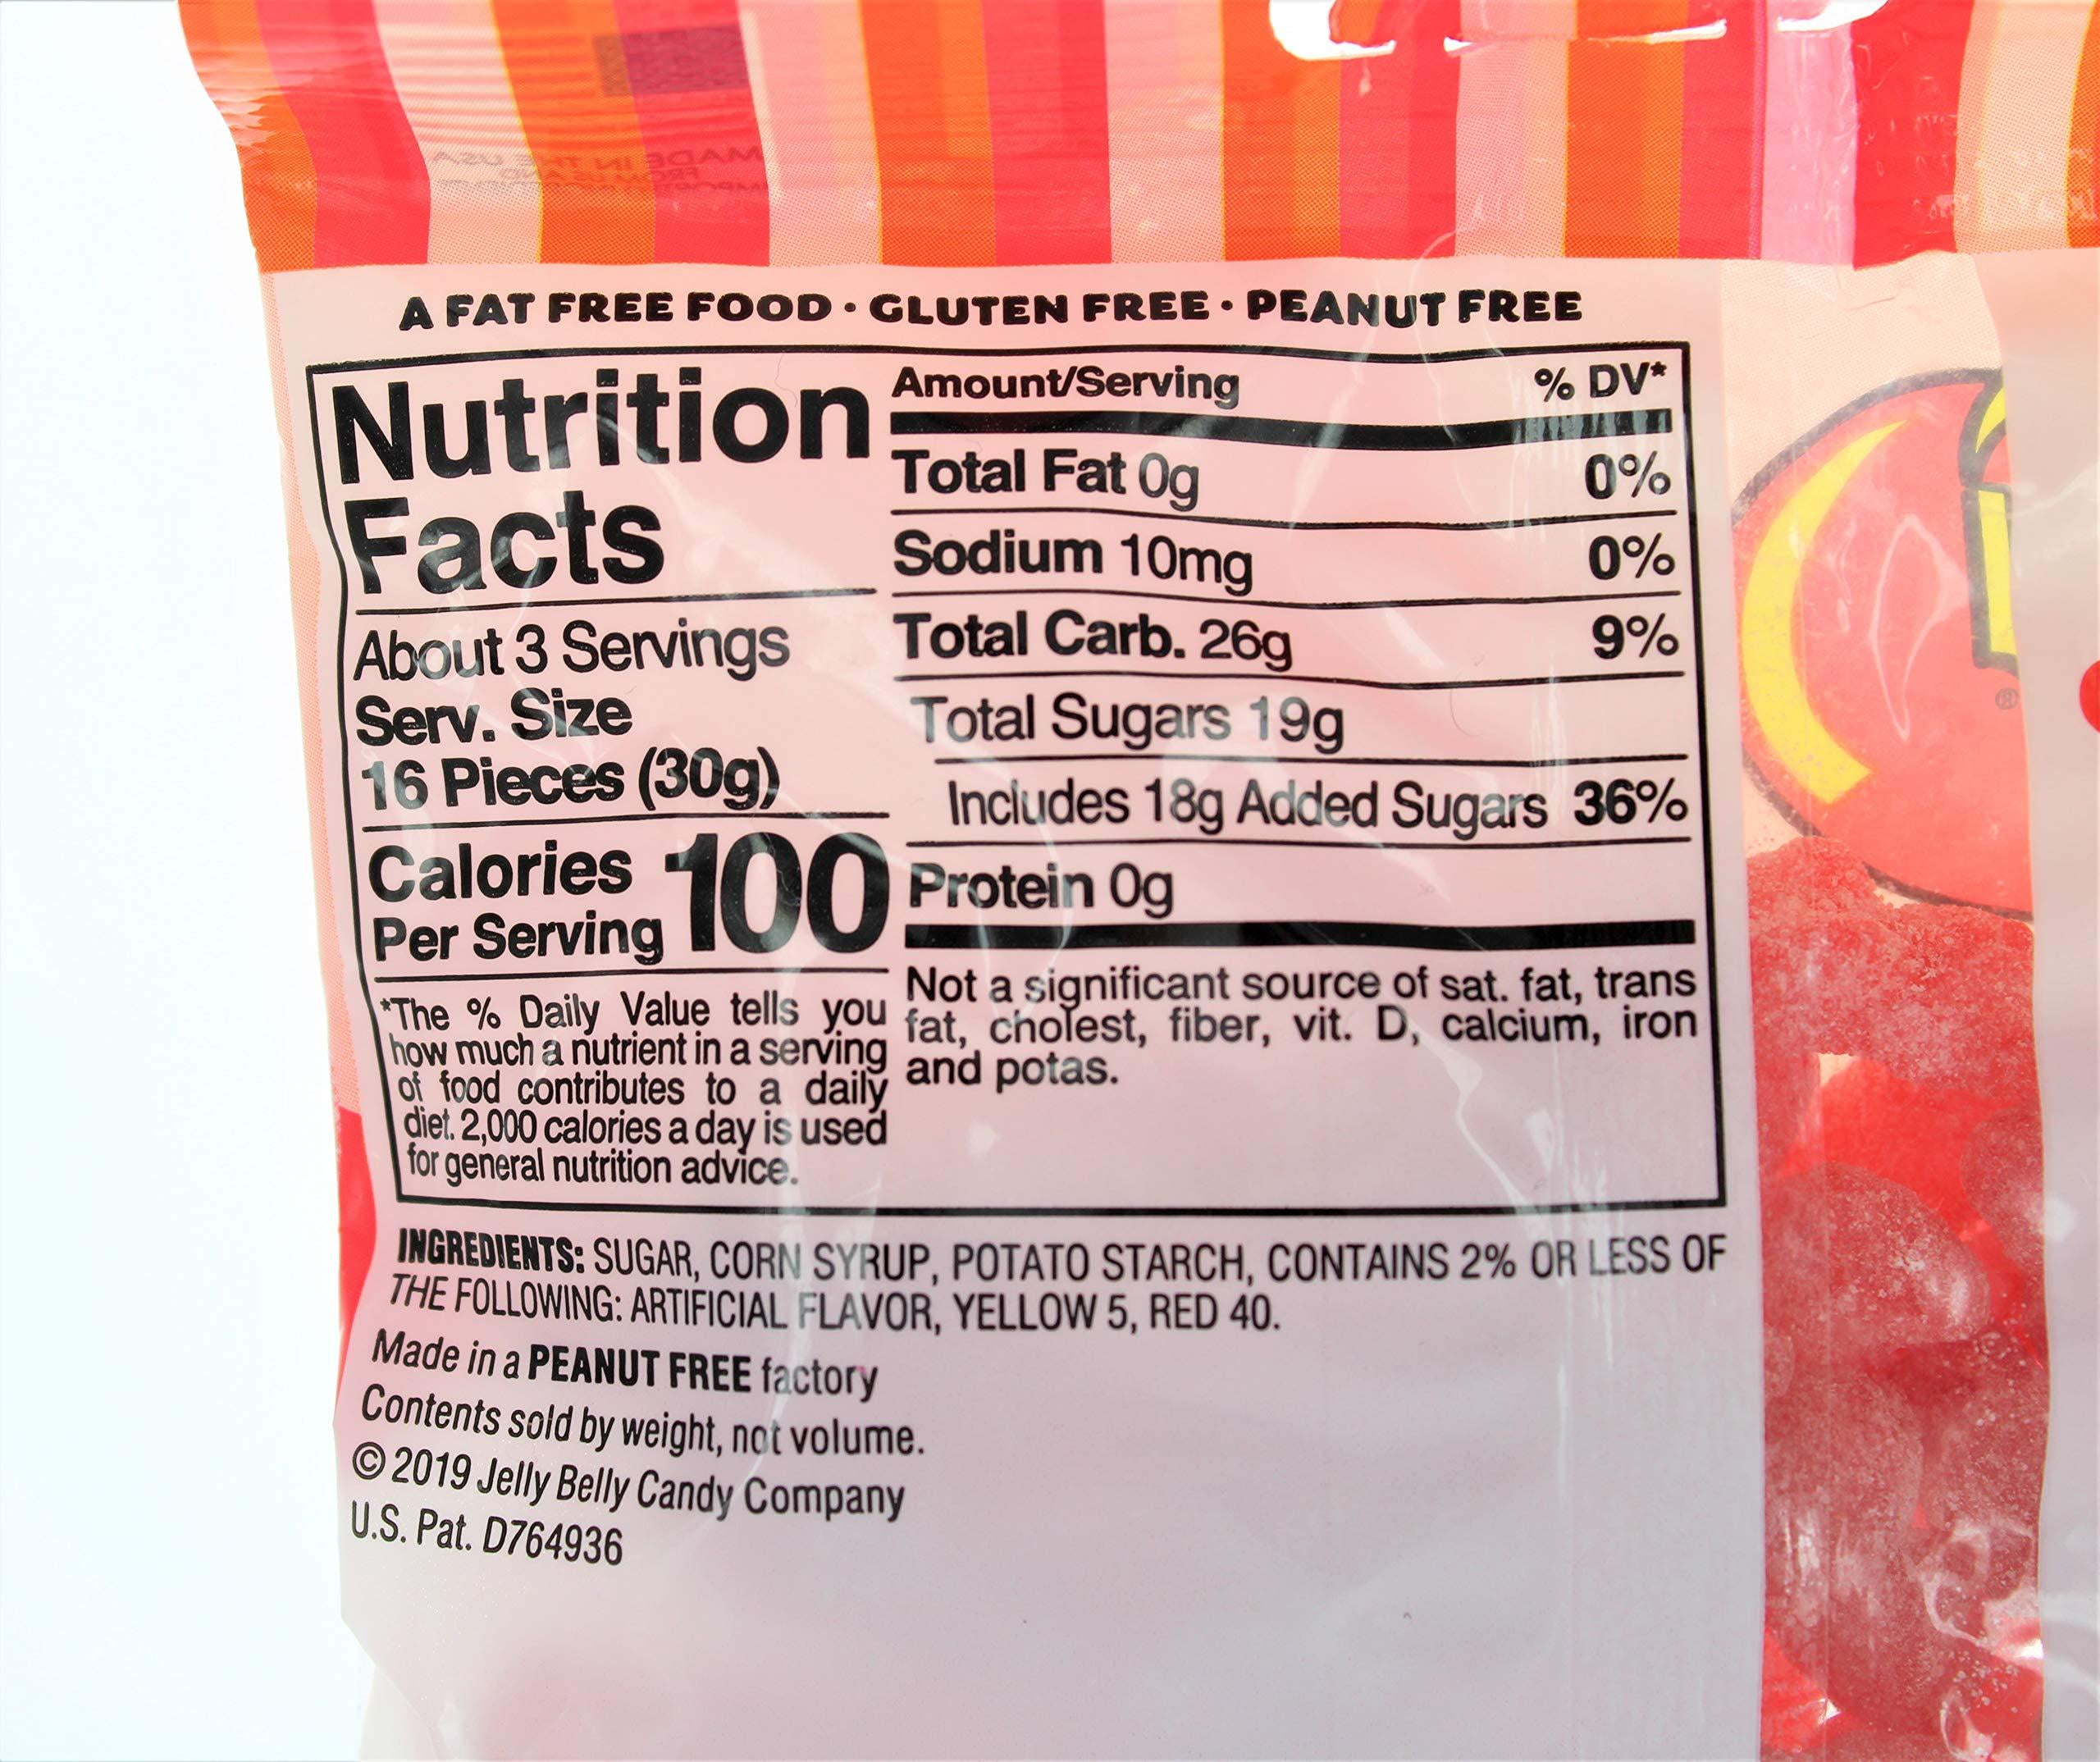 MADE IN THE USA
A FAT FREE FOOD • GLUTEN FREE • PEANUT FREE
Nutrition
Facts
About 3 Servings
Serv. Size
16 Pieces (30g)
Calories
Per Serving 100
*The % Daily Value tells you
how much a nutrient in a serving
of food contributes to a daily
diet. 2,000 calories a day is used
for general nutrition advice.
Amount/Serving % DV*
Total Fat 0g 0%
Sodium 10mg 0%
Total Carb. 26g 9%
Total Sugars 19g
Includes 18g Added Sugars 36%
Protein 0g
Not a significant source of sat. fat, trans
fat, cholest, fiber, vit. D, calcium, iron
and potas.
INGREDIENTS: SUGAR, CORN SYRUP, POTATO STARCH, CONTAINS 2% OR LESS OF
THE FOLLOWING: ARTIFICIAL FLAVOR, YELLOW 5, RED 40.
Made in a PEANUT FREE factory
Contents sold by weight, not volume.
© 2019 Jelly Belly Candy Company
U.S. Pat. D764936
®